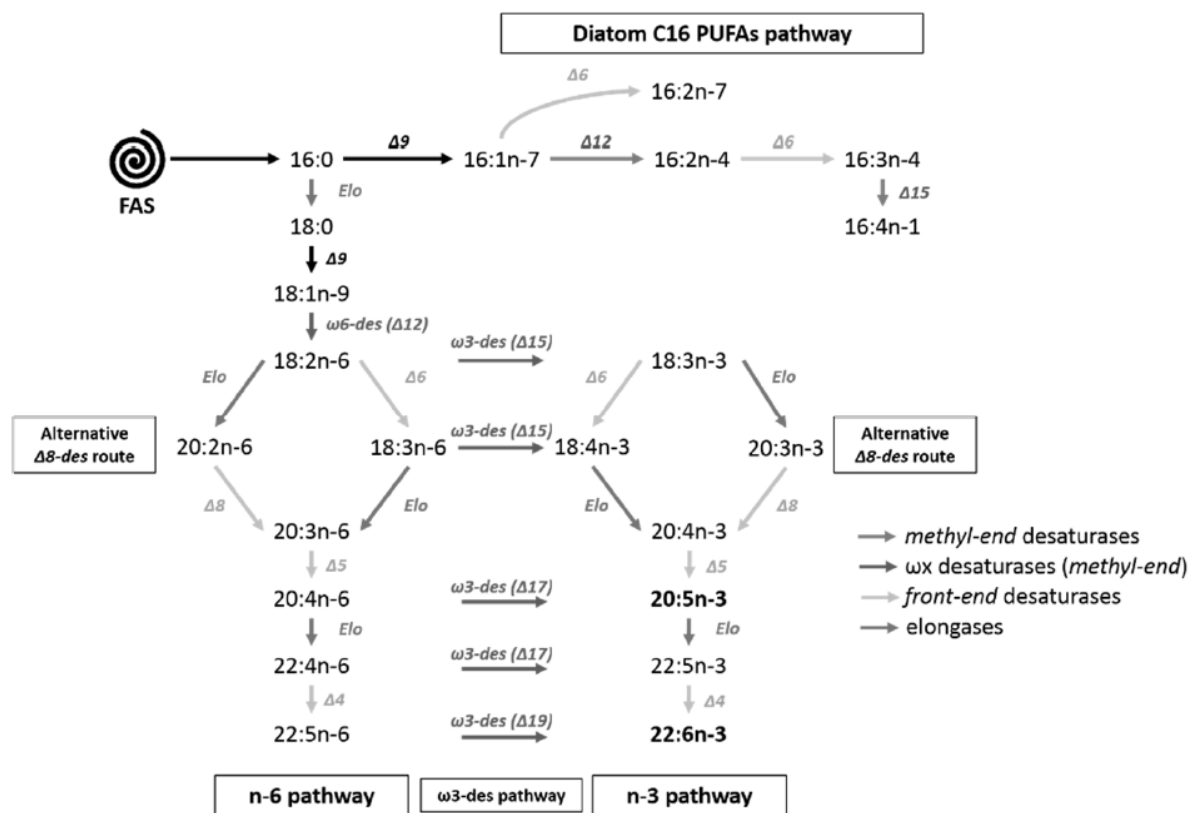 Diatom C16 PUFAs pathway
Δ6
16:2n-7
FAS
16:0
Δ9
16:1n-7
Δ12
16:2n-4
Δ6
16:3n-4
Elo
Δ15
18:0
16:4n-1
Δ9
18:1n-9
ω6-des (Δ12)
18:2n-6
ω3-des (Δ15)
18:3n-3
Elo
Δ6
Δ6
Elo
Alternative
Δ8-des route
20:2n-6
18:3n-6
ω3-des (Δ15)
18:4n-3
20:3n-3
Alternative
Δ8-des route
Δ8
Elo
Elo
Δ8
20:3n-6
20:4n-3
Δ5
Δ5
20:4n-6
ω3-des (Δ17)
20:5n-3
Elo
Elo
22:4n-6
ω3-des (Δ17)
22:5n-3
Δ4
Δ4
22:5n-6
ω3-des (Δ19)
22:6n-3
methyl-end desaturases
ωx desaturases (methyl-end)
front-end desaturases
elongases
n-6 pathway
ω3-des pathway
n-3 pathway